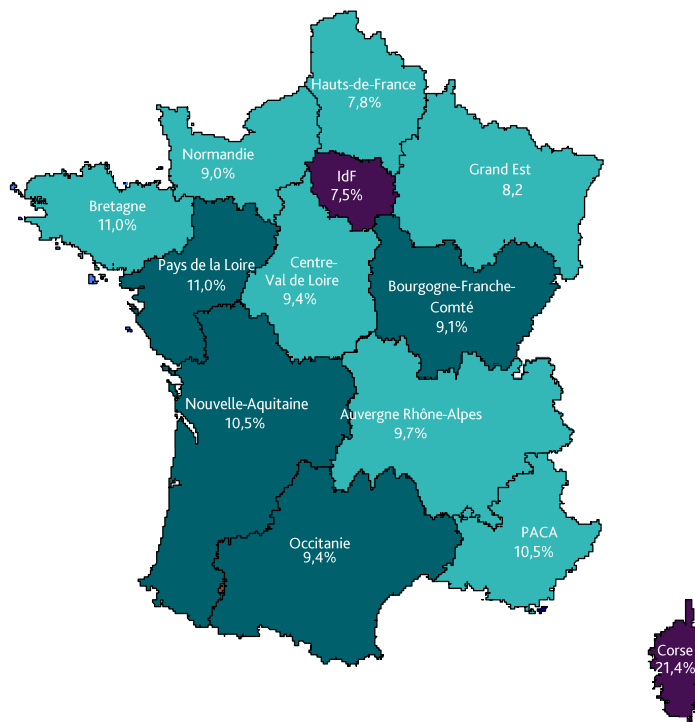 Hauts-de-France
7,8%
Normandie
9,0%
IdF
7,5%
Grand Est
8,2
Bretagne
11,0%
Pays de la Loire
11,0%
Centre-
Val de Loire
9,4%
Bourgogne-Franche-
Comté
9,1%
Nouvelle-Aquitaine
10,5%
Auvergne Rhône-Alpes
9,7%
Occitanie
9,4%
PACA
10,5%
Corse
21,4%